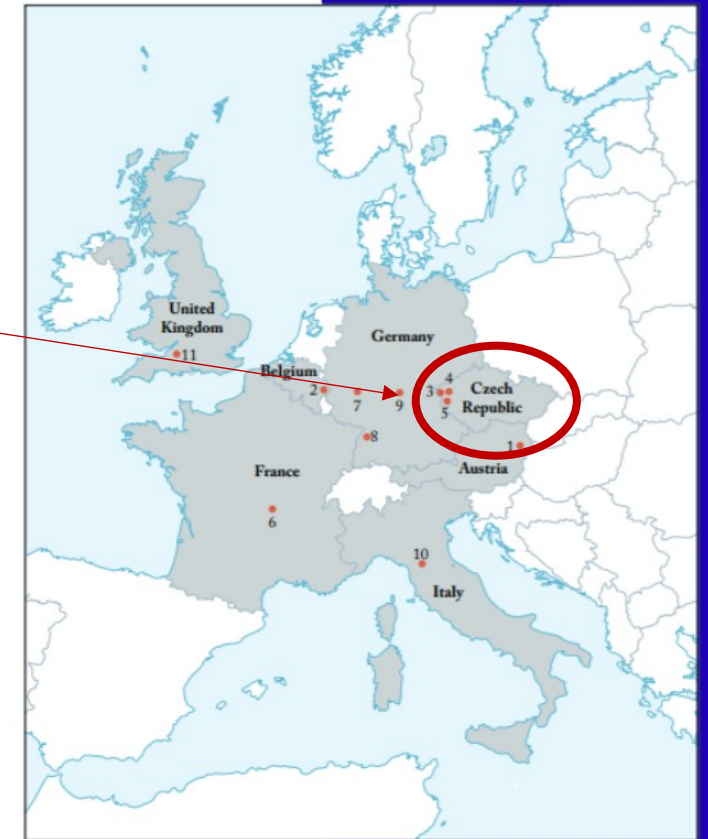 United
Kingdom
11
Germany
Belgium
2
7
9
3
4
5
Czech
Republic
8
1
Austria
France
6
10
Italy